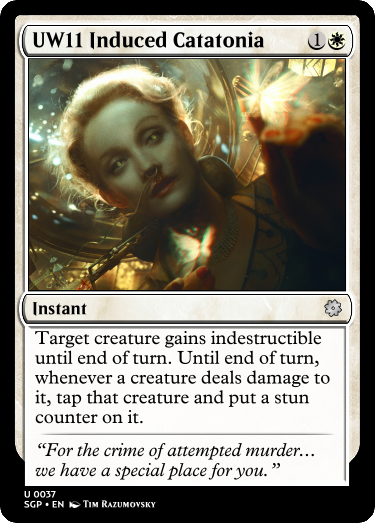 UW11 Induced Catatonia 1
Instant
Target creature gains indestructible
until end of turn. Until end of turn,
whenever a creature deals damage to
it, tap that creature and put a stun
counter on it.
“For the crime of attempted murder…
we have a special place for you.”
U 0037
SGP • EN Tim Razumovsky